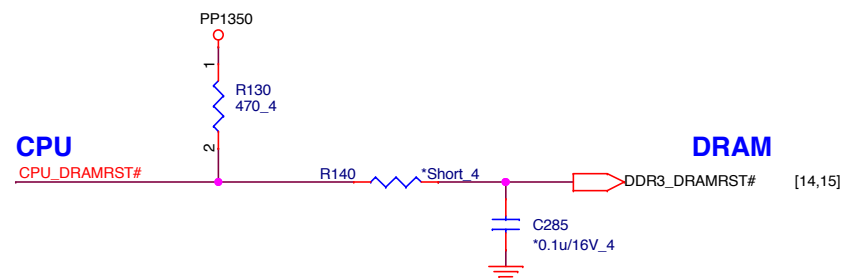 PP1350
1
R130
470_4
2
CPU
DRAM
CPU_DRAMRST#
R140
*Short_4
DDR3_DRAMRST#
[14,15]
C285
*0.1u/16V_4